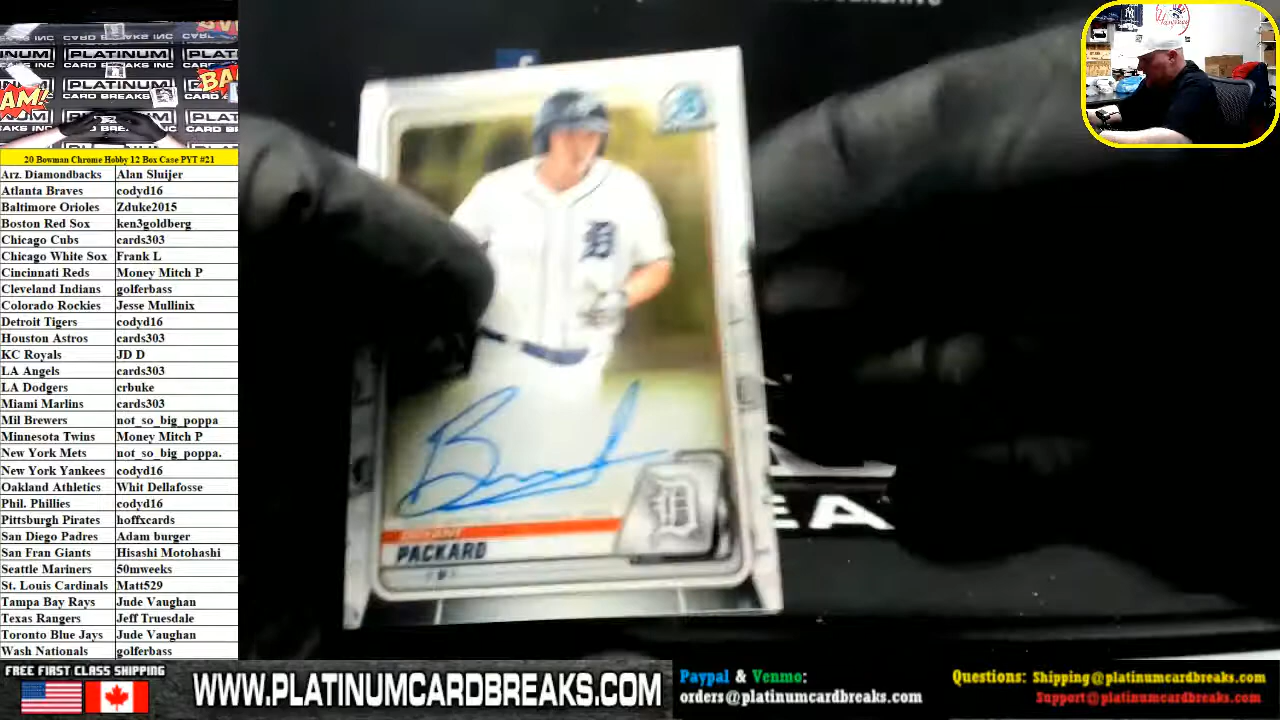 PLATINUM
CARD BREAKS INC
BAM!
20 Bowman Chrome Hobby 12 Box Case PYT #21
Arz. Diamondbacks Alan Sluijer
Atlanta Braves codyd16
Baltimore Orioles Zduke2015
Boston Red Sox ken3goldberg
Chicago Cubs cards303
Chicago White Sox Frank L
Cincinnati Reds Money Mitch P
Cleveland Indians golferbass
Colorado Rockies Jesse Mullinix
Detroit Tigers codyd16
Houston Astros cards303
KC Royals JD D
LA Angels cards303
LA Dodgers crbuke
Miami Marlins cards303
Mil Brewers not_so_big_poppa
Minnesota Twins Money Mitch P
New York Mets not_so_big_poppa.
New York Yankees codyd16
Oakland Athletics Whit Dellafosse
Phil. Phillies codyd16
Pittsburgh Pirates hoffxcards
San Diego Padres Adam burger
San Fran Giants Hisashi Motohashi
Seattle Mariners 50mweeks
St. Louis Cardinals Matt529
Tampa Bay Rays Jude Vaughan
Texas Rangers Jeff Truesdale
Toronto Blue Jays Jude Vaughan
Wash Nationals golferbass
D
PACKARD
D
EA
FREE FIRST CLASS SHIPPING
WWW.PLATINUMCARDBREAKS.COM
Paypal & Venmo:
orders@platinumcardbreaks.com
Questions: Shipping@platinumcardbreaks.com
Support@platinumcardbreaks.com